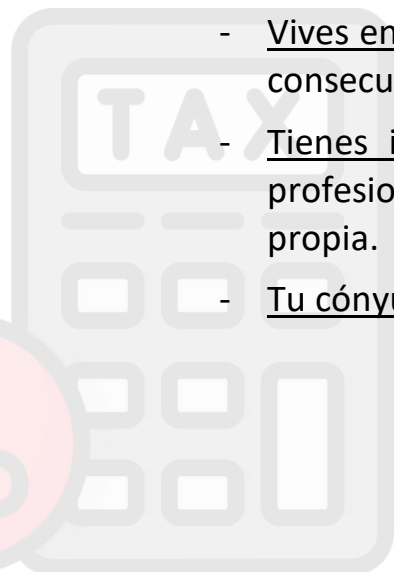 TAX
- Vives en
consecu
- Tienes i
profesio
propia.
- Tu cónyu